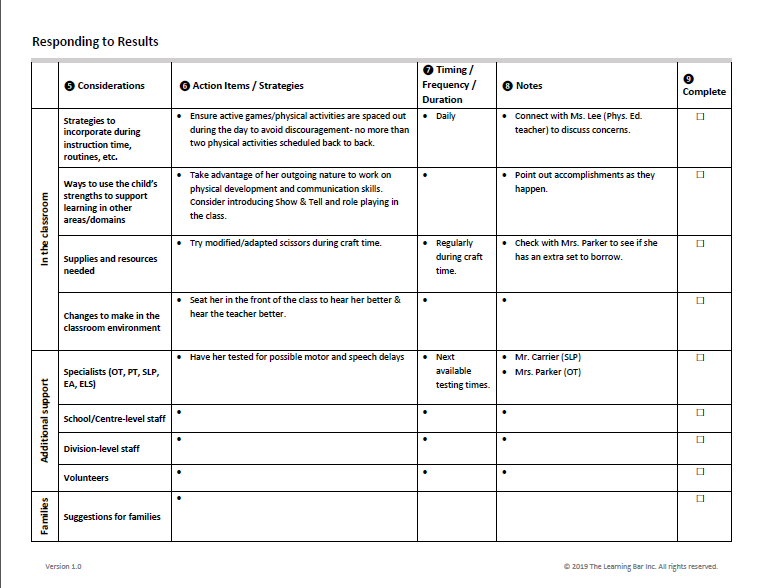 Responding to Results
❺ Considerations
❻ Action Items / Strategies
❼ Timing /
Frequency /
Duration
❽ Notes
❾
Complete
In the classroom
Strategies to
incorporate during
instruction time,
routines, etc.
• Ensure active games/physical activities are spaced out
during the day to avoid discouragement- no more than
two physical activities scheduled back to back.
• Daily
• Connect with Ms. Lee (Phys. Ed.
teacher) to discuss concerns.
☐
Ways to use the child's
strengths to support
learning in other
areas/domains
• Take advantage of her outgoing nature to work on
physical development and communication skills.
Consider introducing Show & Tell and role playing in
the class.
•
• Point out accomplishments as they
happen.
☐
Supplies and resources
needed
• Try modified/adapted scissors during craft time.
• Regularly
during craft
time.
• Check with Mrs. Parker to see if she
has an extra set to borrow.
☐
Changes to make in the
classroom environment
• Seat her in the front of the class to hear her better &
hear the teacher better.
•
•
☐
Additional support
Specialists (OT, PT, SLP,
EA, ELS)
• Have her tested for possible motor and speech delays
• Next
available
testing times.
• Mr. Carrier (SLP)
• Mrs. Parker (OT)
☐
School/Centre-level staff
•
•
•
☐
Division-level staff
•
•
•
☐
Volunteers
•
•
•
☐
Families
Suggestions for families
•
☐
Version 1.0
© 2019 The Learning Bar Inc. All rights reserved.